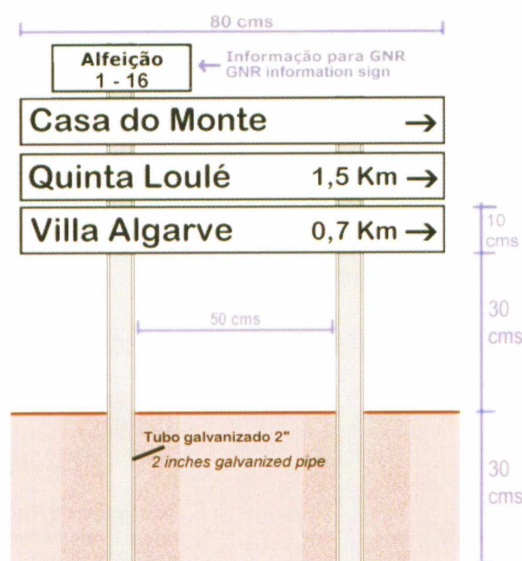 80 cms
Alfeição
1 - 16
Informação para GNR
GNR information sign
Casa do Monte →
Quinta Loulé 1,5 Km →
Villa Algarve 0,7 Km →
10
cms
50 cms
30
cms
Tubo galvanizado 2"
2 inches galvanized pipe
30
cms